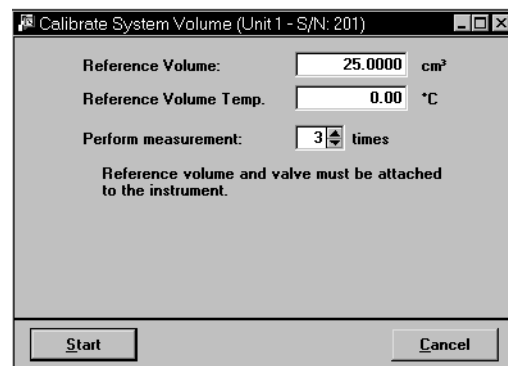 Calibrate System Volume (Unit 1 - S/N: 201)
Reference Volume: 25.0000 cm³
Reference Volume Temp. 0.00 °C
Perform measurement: 3 times
Reference volume and valve must be attached
to the instrument.
Start Cancel